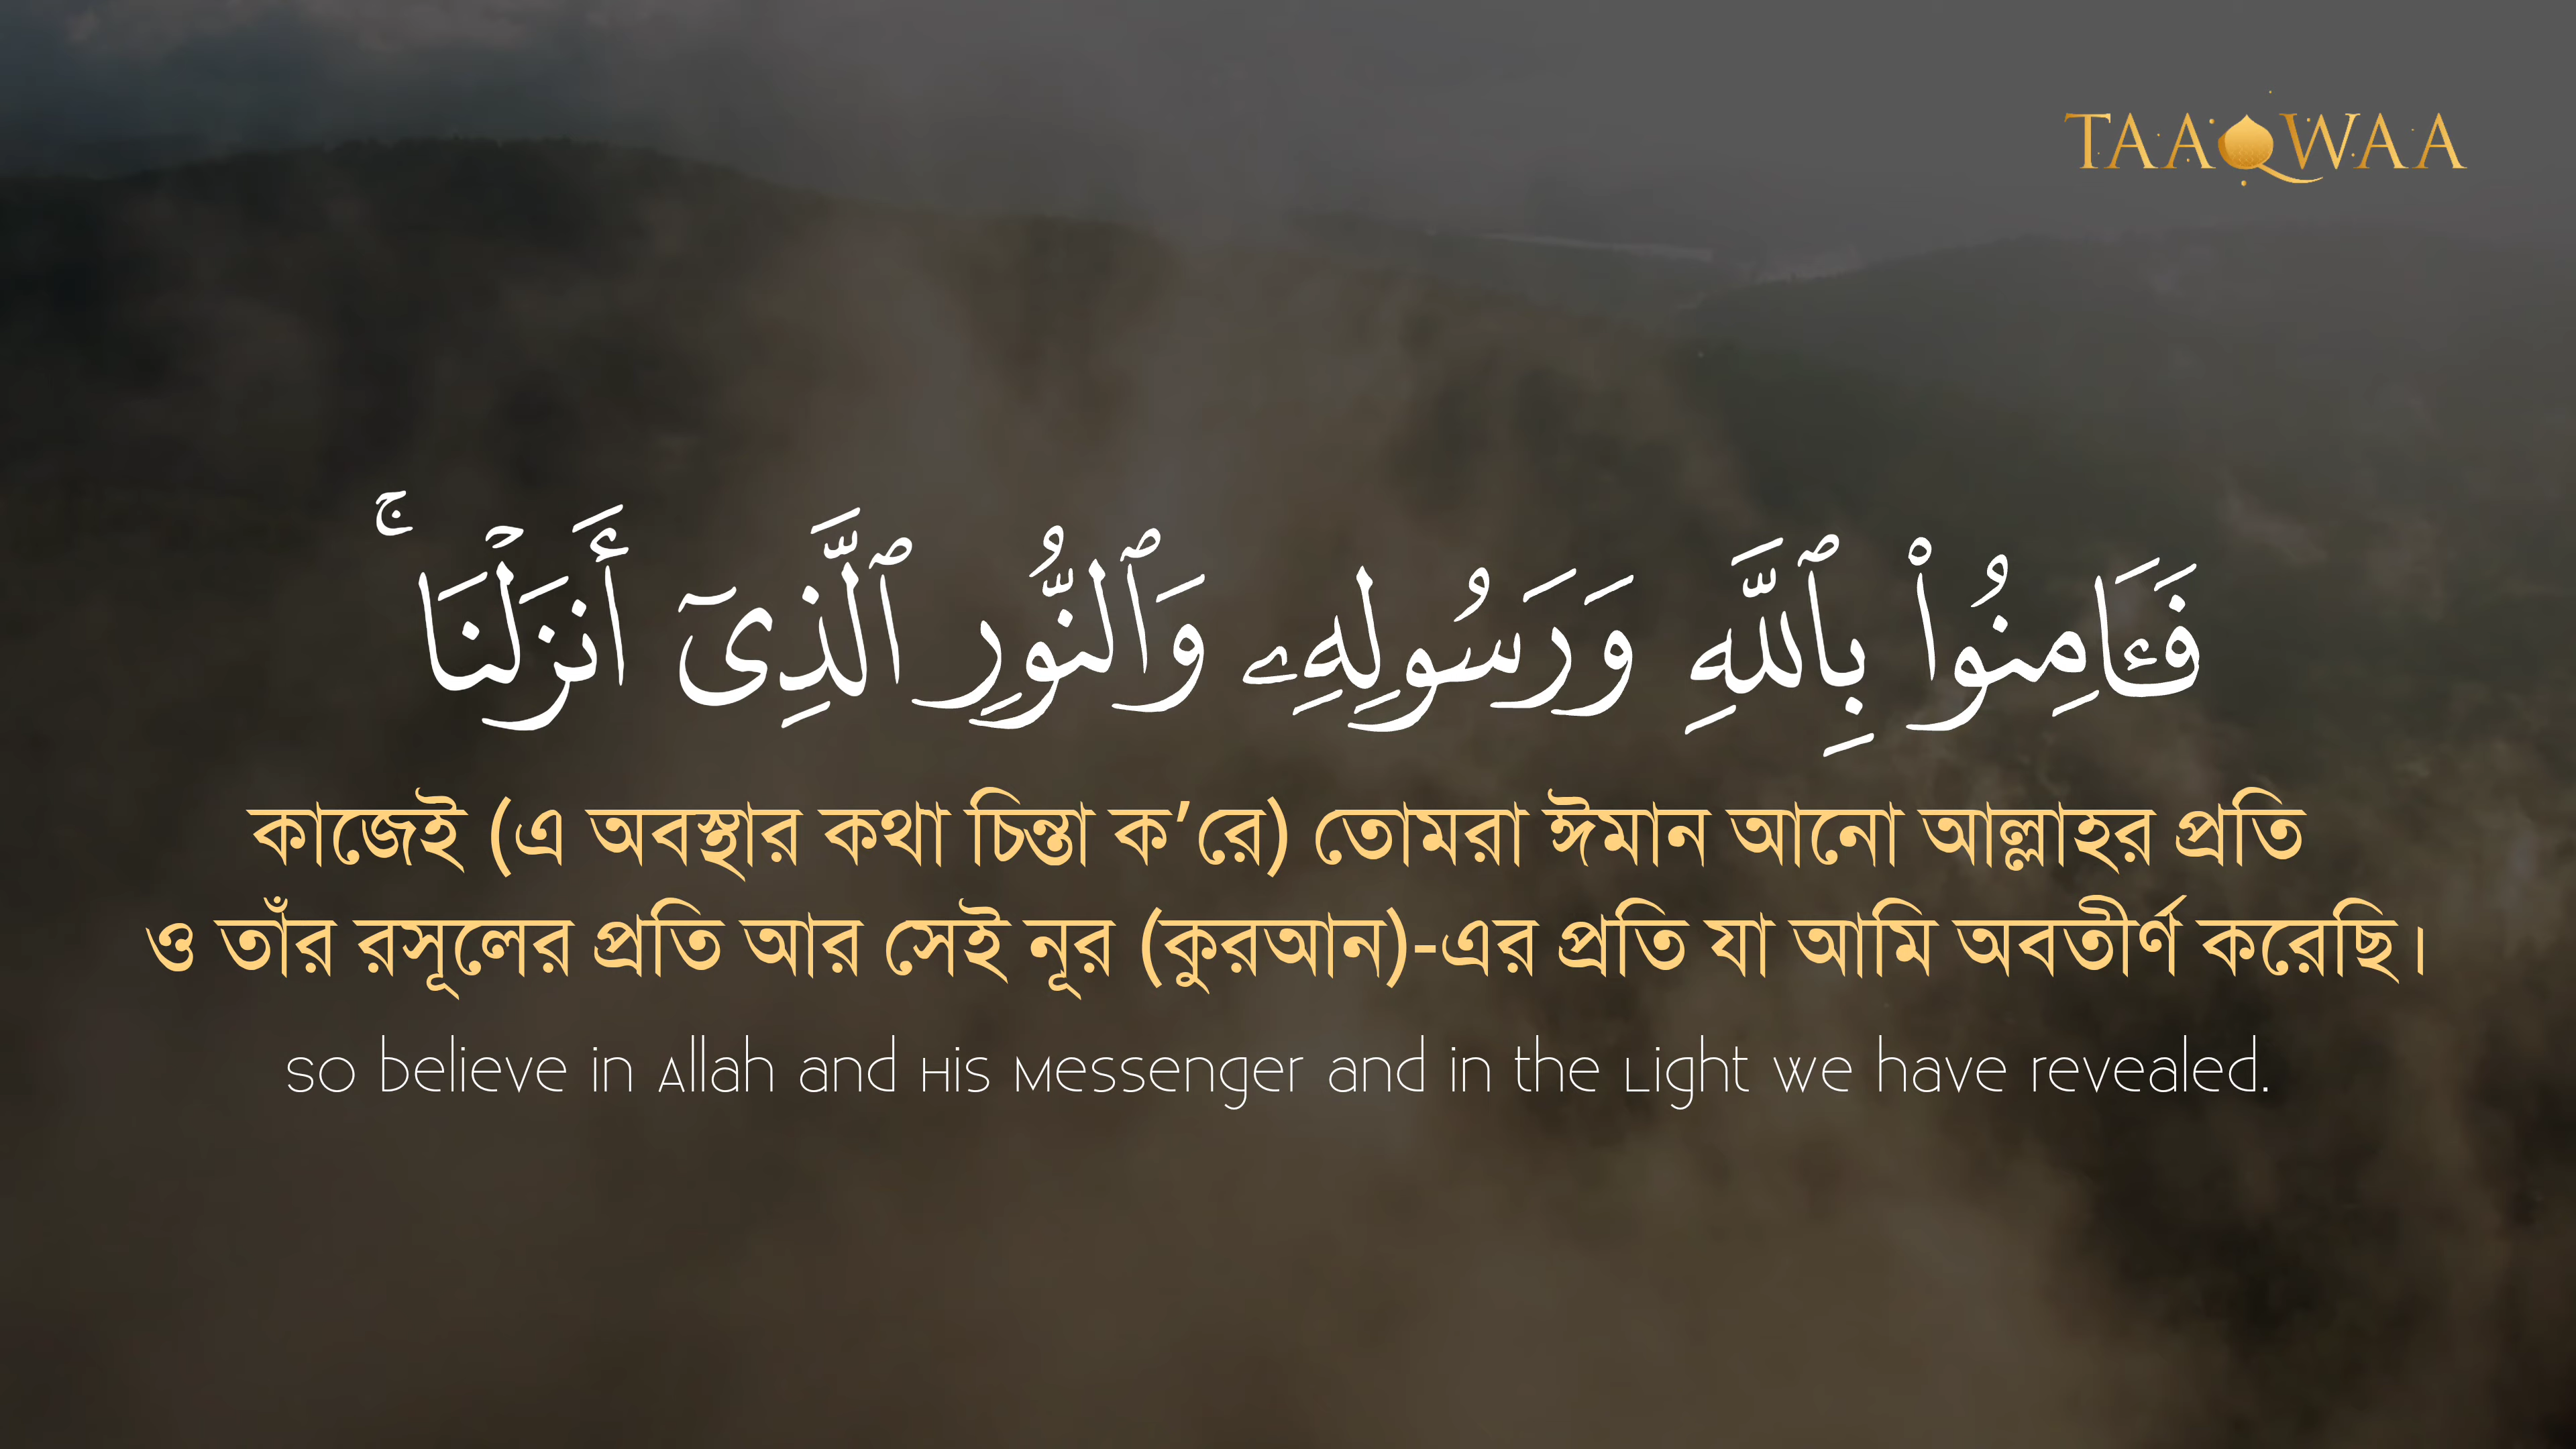 TAAQWAA
فَـَٔامِنُوا۟ بِٱللَّهِ وَرَسُولِهِۦ وَٱلنُّورِ ٱلَّذِىٓ أَنزَلْنَا ۚ
কাজেই (এ অবস্থার কথা চিন্তা ক’রে) তোমরা ঈমান আনো আল্লাহর প্রতি
ও তাঁর রসূলের প্রতি আর সেই নূর (কুরআন)-এর প্রতি যা আমি অবতীর্ণ করেছি।
So believe in Allah and His Messenger and in the Light We have revealed.